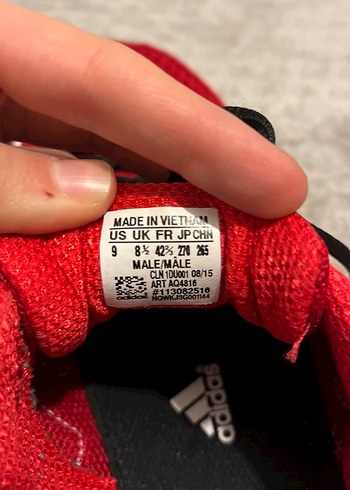 MADE IN VIETNAM
US UK FR JP CHN
9 8½ 42⅔ 270 265
MALE/MÂLE
CLN 1DU001 08/15
ART AQ4816
#113082516
adidas HQWKJ3G001144
adidas